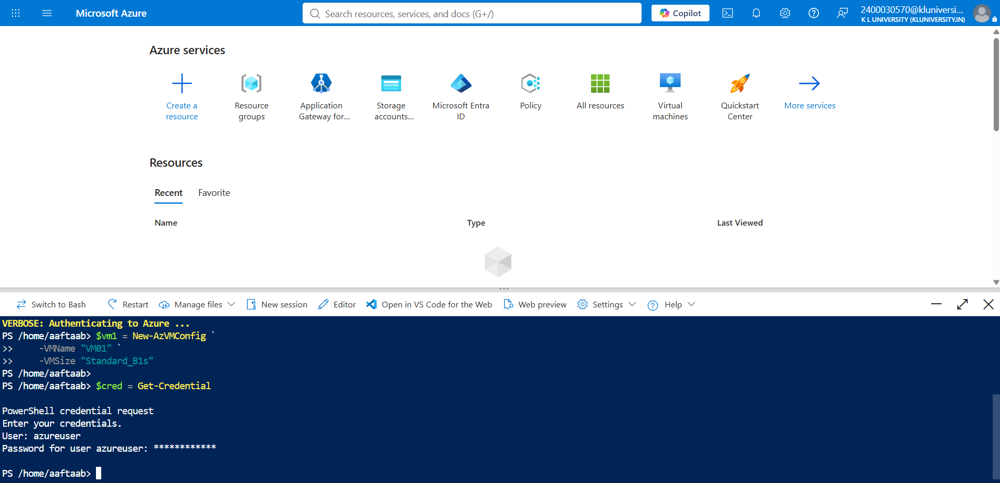 Microsoft Azure
Search resources, services, and docs (G+/)
Copilot
2400030570@kluniversi...
K L UNIVERSITY (KLUNIVERSITY.IN)
Azure services
Create a resource
Resource groups
Application Gateway for...
Storage accounts...
Microsoft Entra ID
Policy
All resources
Virtual machines
Quickstart Center
More services
Resources
Recent Favorite
Name Type Last Viewed
Switch to Bash Restart Manage files New session Editor Open in VS Code for the Web Web preview Settings Help
VERBOSE: Authenticating to Azure ...
PS /home/aaftaab> $vm1 = New-AzVMConfig `
>>     -VMName "VM01" `
>>     -VMSize "Standard_B1s"
PS /home/aaftaab>
PS /home/aaftaab> $cred = Get-Credential
PowerShell credential request
Enter your credentials.
User: azureuser
Password for user azureuser: ************
PS /home/aaftaab>